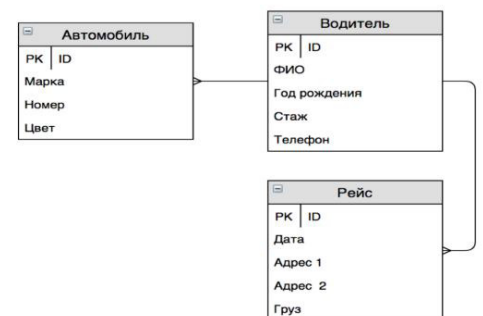 Автомобиль
PK ID
Марка
Номер
Цвет
Водитель
PK ID
ФИО
Год рождения
Стаж
Телефон
Рейс
PK ID
Дата
Адрес 1
Адрес 2
Груз